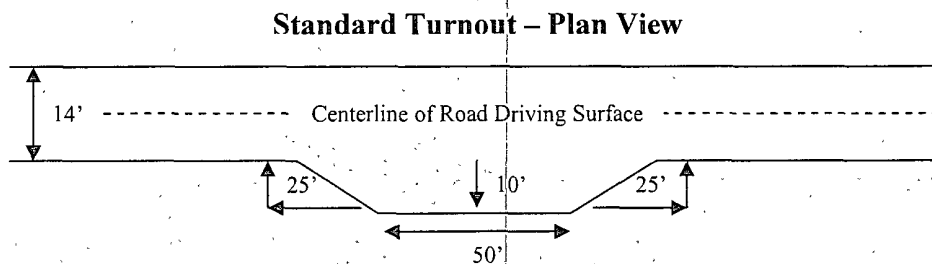 Standard Turnout – Plan View
14’
Centerline of Road Driving Surface
25’
10’
25’
50’